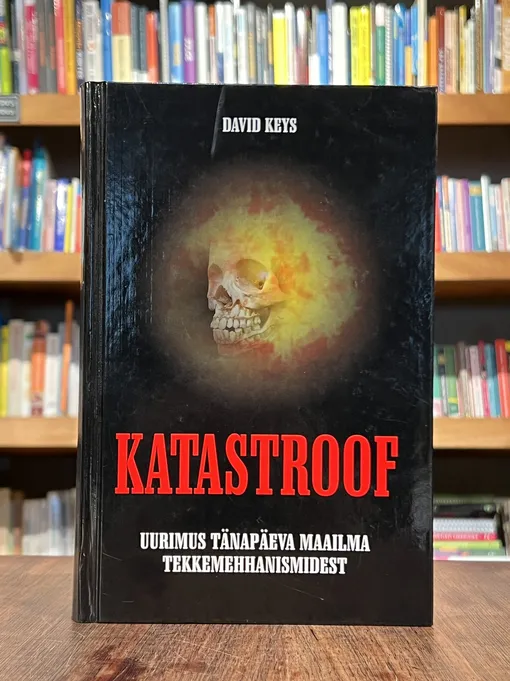 DAVID KEYS
KATASTROOF
UURIMUS TÄNAPÄEVA MAAILMA
TEKKEMEHHANISMIDEST